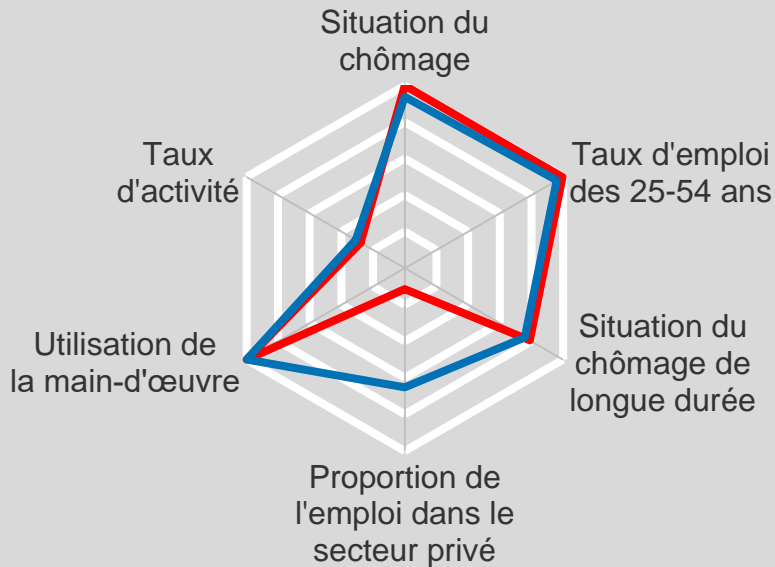 Situation du
chômage
Taux
d'activité
Taux d'emploi
des 25-54 ans
Utilisation de
la main-d'œuvre
Situation du
chômage de
longue durée
Proportion de
l'emploi dans le
secteur privé